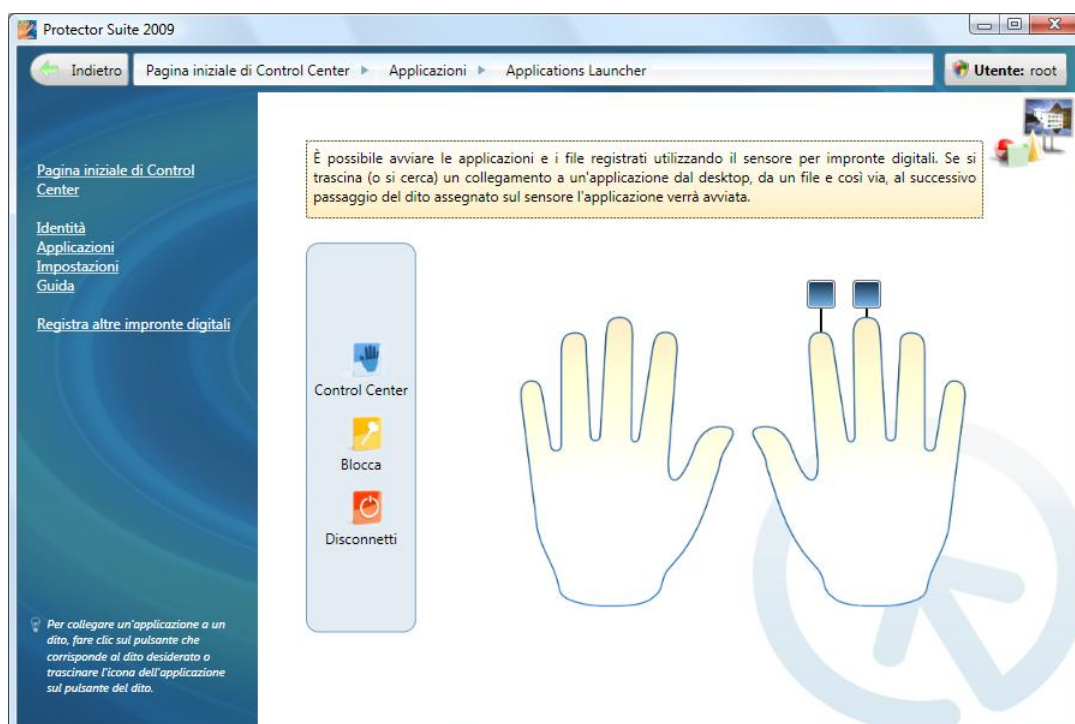 Protector Suite 2009
Indietro
Pagina iniziale di Control Center
Applicazioni
Applications Launcher
Utente: root
Pagina iniziale di Control
Center
Identità
Applicazioni
Impostazioni
Guida
Registra altre impronte digitali
È possibile avviare le applicazioni e i file registrati utilizzando il sensore per impronte digitali. Se si
trascina (o si cerca) un collegamento a un'applicazione dal desktop, da un file e così via, al successivo
passaggio del dito assegnato sul sensore l'applicazione verrà avviata.
Control Center
Blocca
Disconnetti
Per collegare un'applicazione a un
dito, fare clic sul pulsante che
corrisponde al dito desiderato o
trascinare l'icona dell'applicazione
sul pulsante del dito.